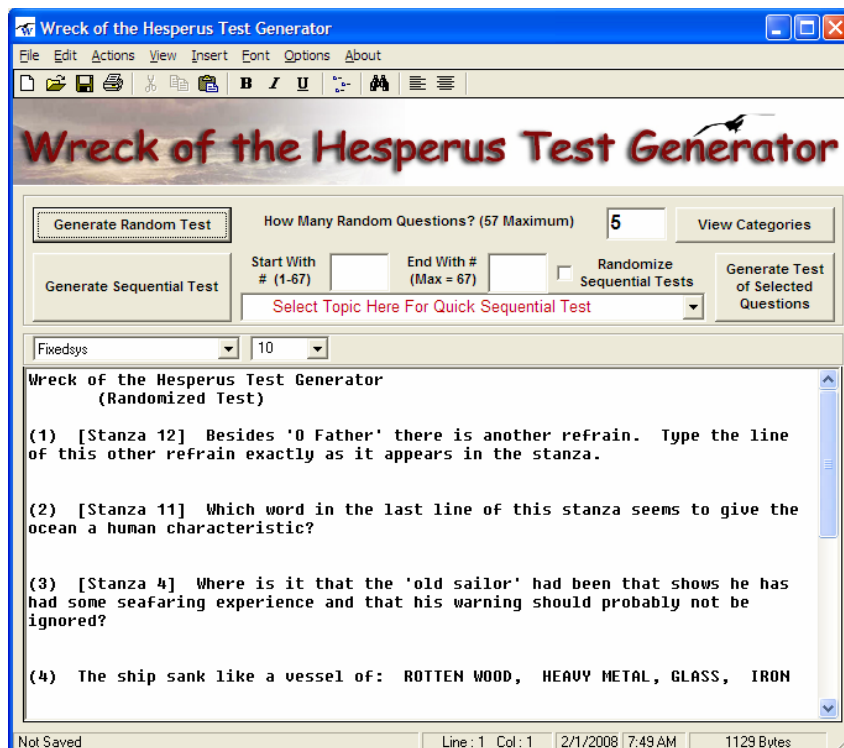 Wreck of the Hesperus Test Generator
File Edit Actions View Insert Font Options About
B I U
Wreck of the Hesperus Test Generator
Generate Random Test How Many Random Questions? (57 Maximum) 5 View Categories
Generate Sequential Test Start With # (1-67) End With # (Max = 67) Randomize Sequential Tests Generate Test of Selected Questions
Select Topic Here For Quick Sequential Test
Fixedsys 10
Wreck of the Hesperus Test Generator
(Randomized Test)
(1) [Stanza 12] Besides 'O Father' there is another refrain. Type the line
of this other refrain exactly as it appears in the stanza.
(2) [Stanza 11] Which word in the last line of this stanza seems to give the
ocean a human characteristic?
(3) [Stanza 4] Where is it that the 'old sailor' had been that shows he has
had some seafaring experience and that his warning should probably not be
ignored?
(4) The ship sank like a vessel of: ROTTEN WOOD, HEAVY METAL, GLASS, IRON
Not Saved Line : 1 Col : 1 2/1/2008 7:49 AM 1129 Bytes